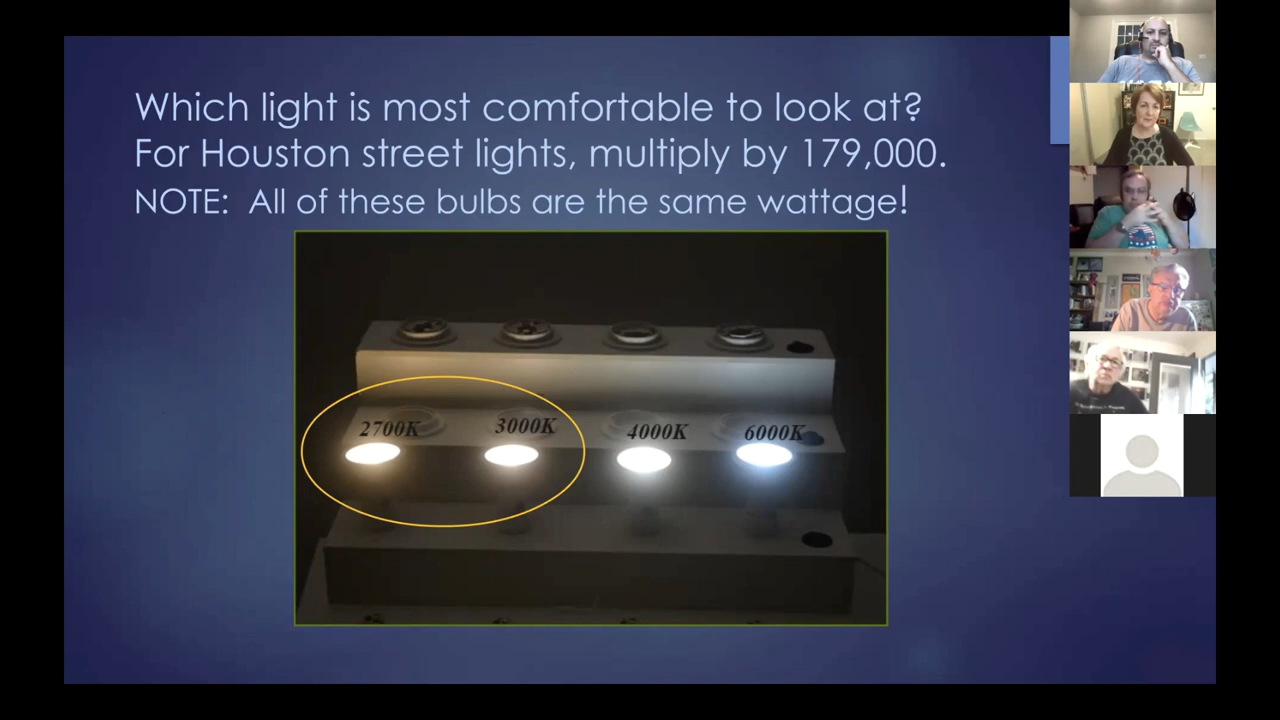 Which light is most comfortable to look at?
For Houston street lights, multiply by 179,000.
NOTE: All of these bulbs are the same wattage!
2700K 3000K 4000K 6000K